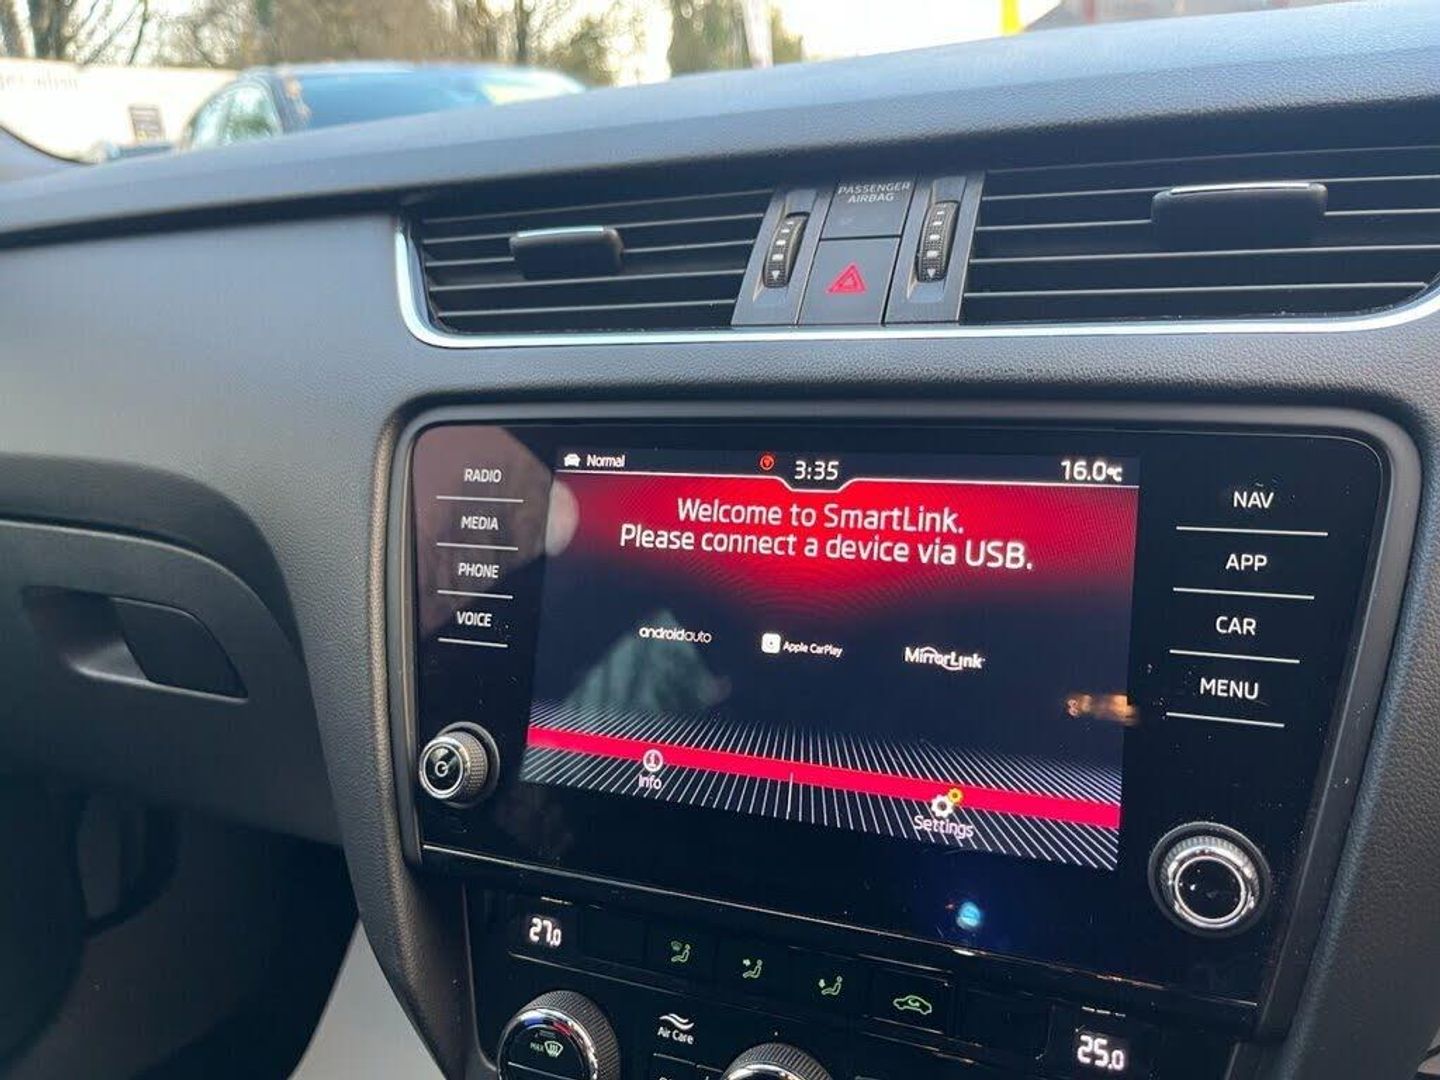 PASSENGER
AIRBAG
RADIO
MEDIA
PHONE
VOICE
Normal
3:35
16.0°C
Welcome to SmartLink.
Please connect a device via USB.
androidauto
Apple CarPlay
MirrorLink
Info
Settings
NAV
APP
CAR
MENU
27.0
MAX
Air Care
25.0